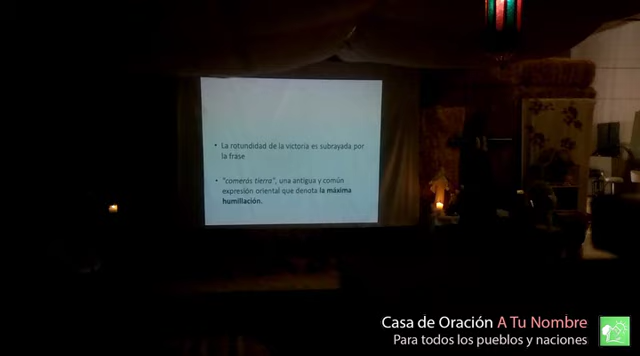 • La rotundidad de la victoria es subrayada por
la frase
• "comerás tierra", una antigua y común
expresión oriental que denota la máxima
humillación.
Casa de Oración A Tu Nombre
Para todos los pueblos y naciones